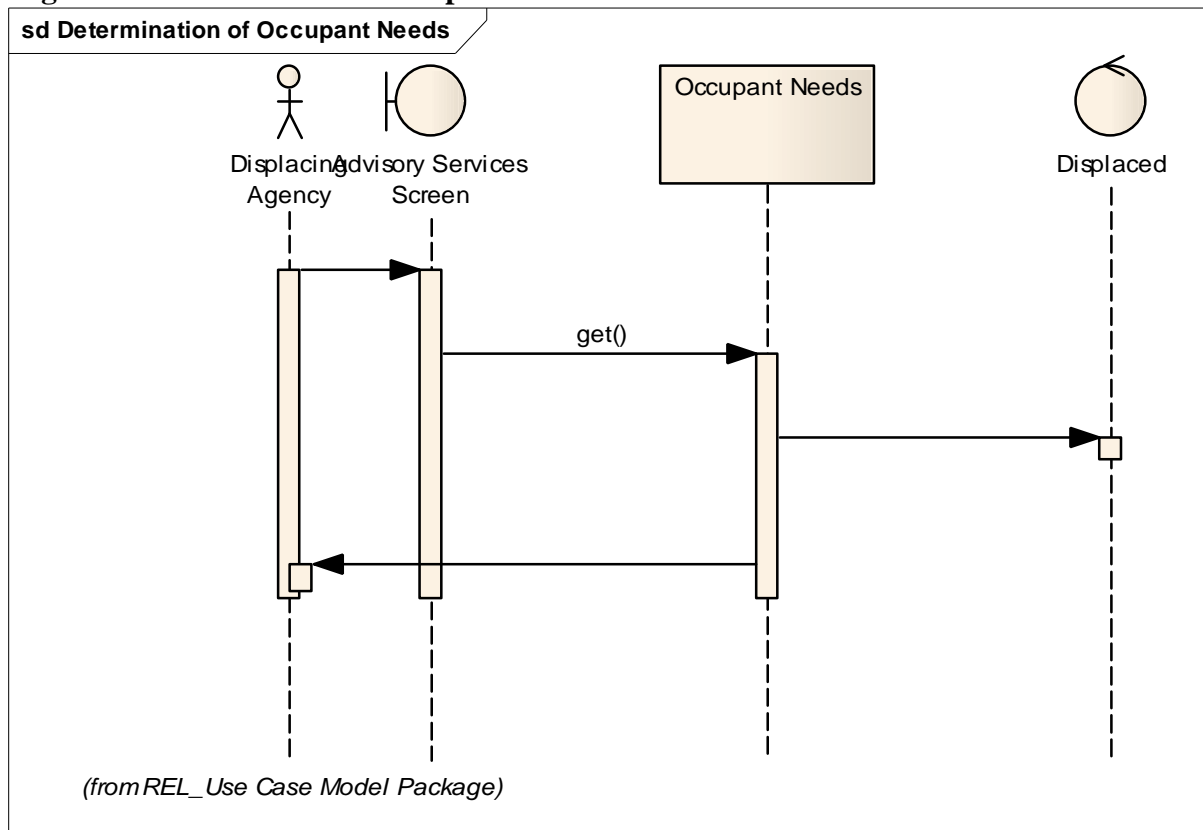 sd Determination of Occupant Needs
Displacing
Agency
Advisory Services
Screen
Occupant Needs
Displaced
get()
(from REL_Use Case Model Package)